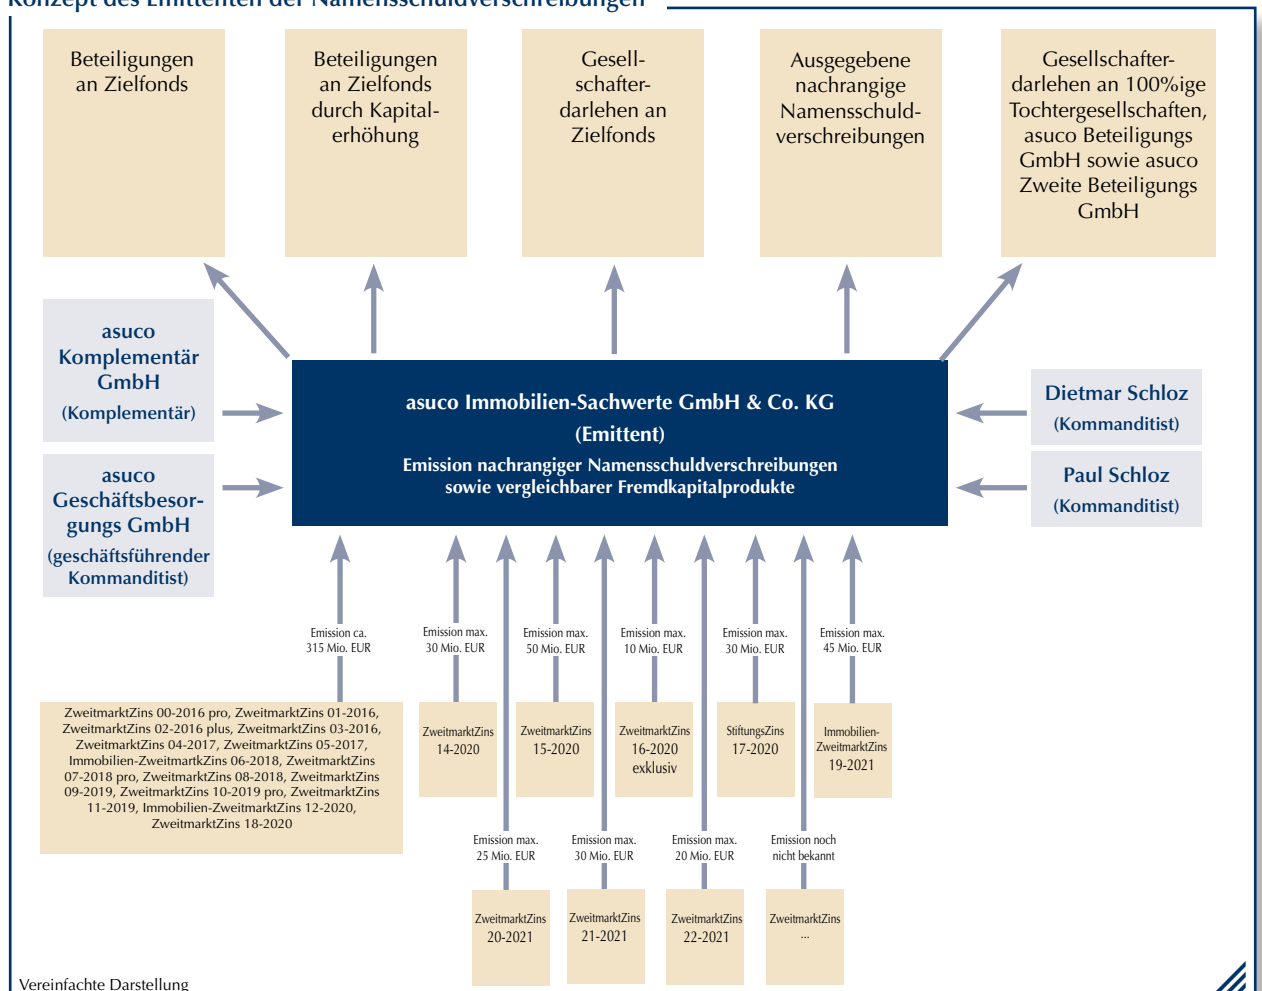 Konzept des Emittenten der Namensschuldverschreibungen
Beteiligungen
an Zielfonds
Beteiligungen
an Zielfonds
durch Kapital-
erhöhung
Gesell-
schafter-
darlehen an
Zielfonds
Ausgegebene
nachrangige
Namensschuld-
verschreibungen
Gesellschafter-
darlehen an 100%ige
Tochtergesellschaften,
asuco Beteiligungs
GmbH sowie asuco
Zweite Beteiligungs
GmbH
asuco
Komplementär
GmbH
(Komplementär)
asuco
Geschäftsbesor-
gungs GmbH
(geschäftsführender
Kommanditist)
asuco Immobilien-Sachwerte GmbH & Co. KG
(Emittent)
Emission nachrangiger Namensschuldverschreibungen
sowie vergleichbarer Fremdkapitalprodukte
Dietmar Schloz
(Kommanditist)
Paul Schloz
(Kommanditist)
Emission ca.
315 Mio. EUR
Emission max.
30 Mio. EUR
Emission max.
50 Mio. EUR
Emission max.
10 Mio. EUR
Emission max.
30 Mio. EUR
Emission max.
45 Mio. EUR
ZweitmarktZins 00-2016 pro, ZweitmarktZins 01-2016,
ZweitmarktZins 02-2016 plus, ZweitmarktZins 03-2016,
ZweitmarktZins 04-2017, ZweitmarktZins 05-2017,
Immobilien-ZweitmartkZins 06-2018, ZweitmarktZins
07-2018 pro, ZweitmarktZins 08-2018, ZweitmarktZins
09-2019, ZweitmarktZins 10-2019 pro, ZweitmarktZins
11-2019, Immobilien-ZweitmarktZins 12-2020,
ZweitmarktZins 18-2020
ZweitmarktZins
14-2020
ZweitmarktZins
15-2020
ZweitmarktZins
16-2020
exklusiv
StiftungsZins
17-2020
Immobilien-
ZweitmarktZins
19-2021
Emission max.
25 Mio. EUR
Emission max.
30 Mio. EUR
Emission max.
20 Mio. EUR
Emission noch
nicht bekannt
ZweitmarktZins
20-2021
ZweitmarktZins
21-2021
ZweitmarktZins
22-2021
ZweitmarktZins
...
Vereinfachte Darstellung